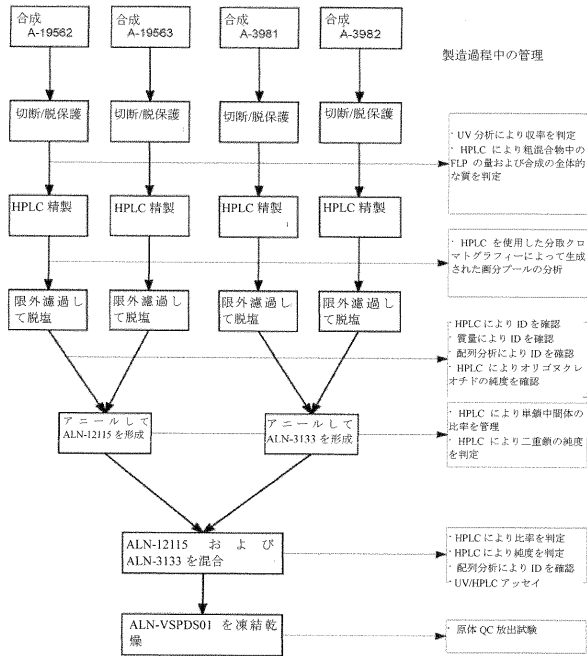 合成
A-19562
合成
A-19563
合成
A-3981
合成
A-3982
製造過程中の管理
切断/脱保護
切断/脱保護
切断/脱保護
切断/脱保護
· UV 分析により収率を判定
· HPLC により粗混合物中の
FLP の量および合成の全体的
な質を判定
HPLC 精製
HPLC 精製
HPLC 精製
HPLC 精製
· HPLC を使用した分取クロ
マトグラフィーによって生成
された画分プールの分析
限外濾過し
て脱塩
限外濾過し
て脱塩
限外濾過し
て脱塩
限外濾過し
て脱塩
HPLC により ID を確認
· 質量により ID を確認
· 配列分析により ID を確認
· HPLC によりオリゴヌクレ
オチドの純度を確認
アニールして
ALN-12115 を形成
アニールして
ALN-3133 を形成
· HPLC により単鎖中間体の
比率を管理
· HPLC により二重鎖の純度
を判定
ALN-12115 および
ALN-3133 を混合
· HPLC により比率を判定
HPLC により純度を判定
· 配列分析により ID を確認
· UV/HPLC アッセイ
ALN-VSPDS01 を凍結乾
燥
· 原体 QC 放出試験